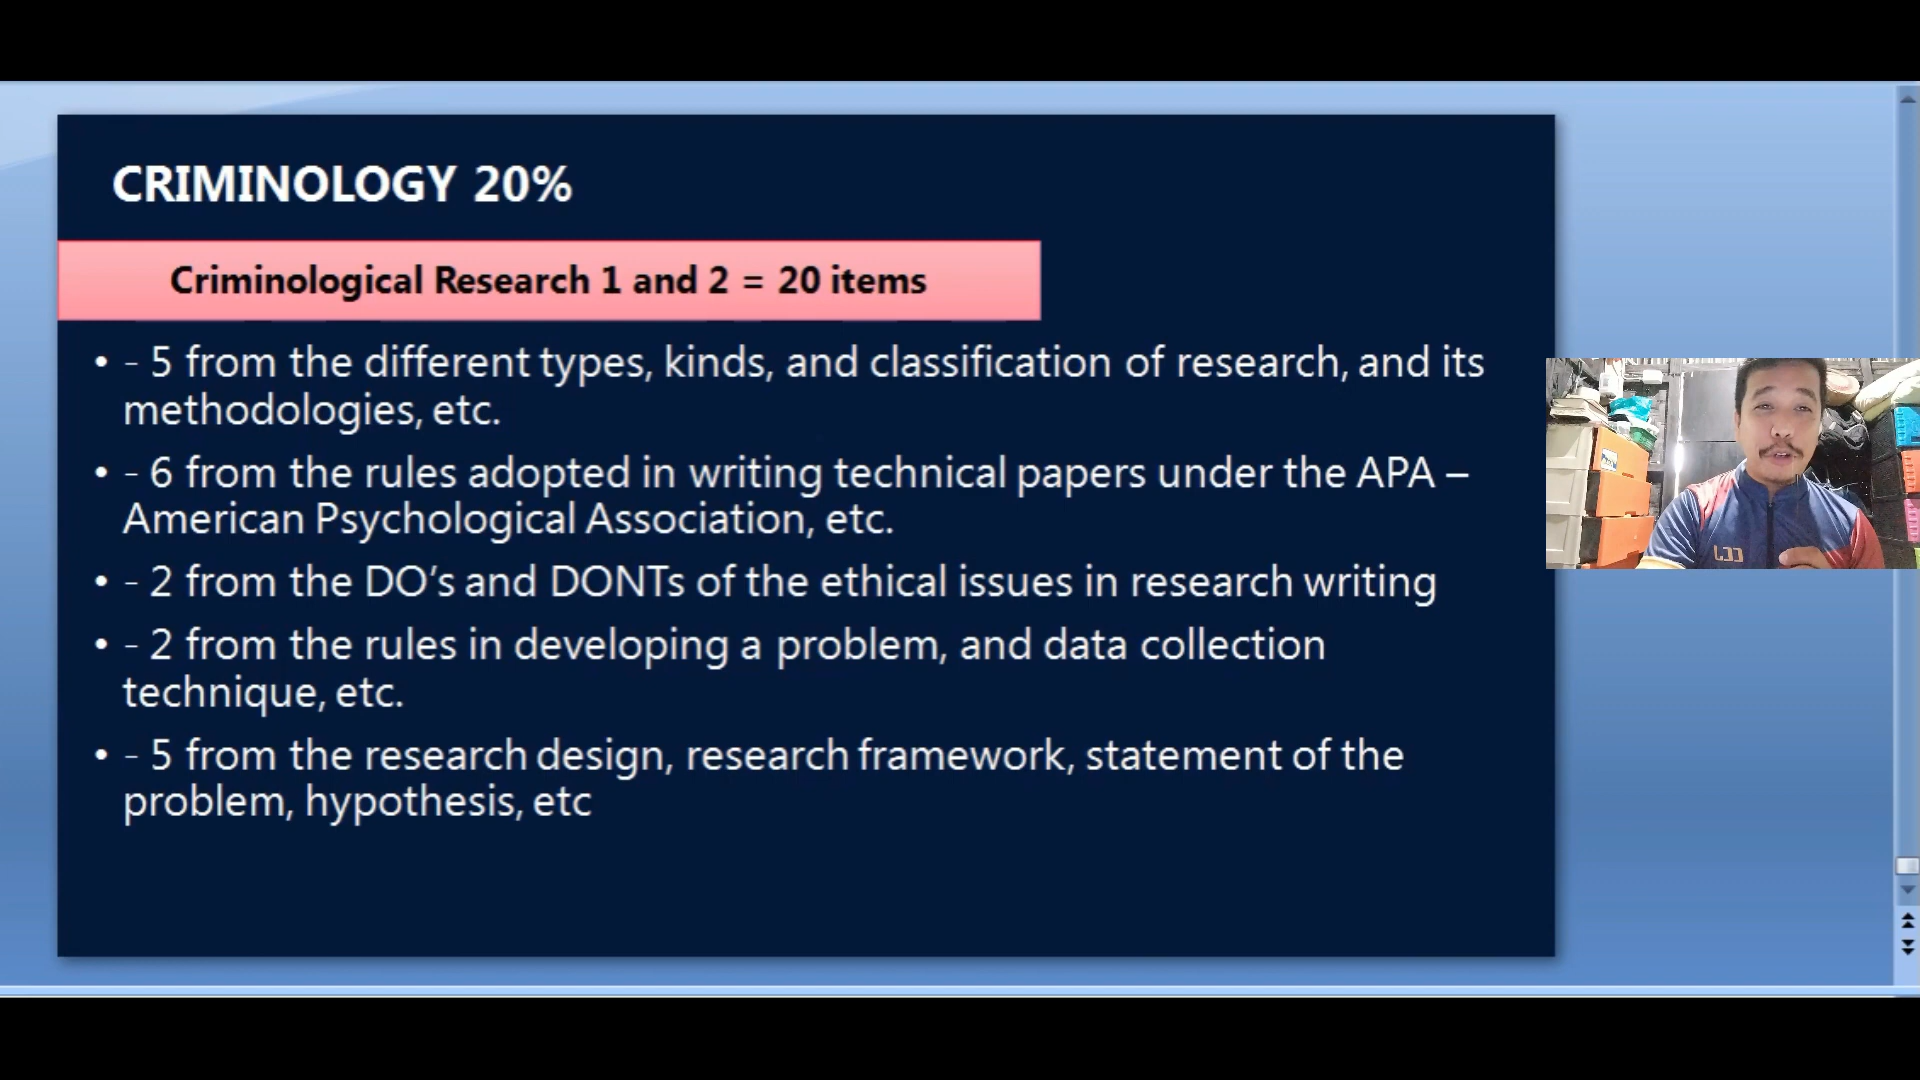 CRIMINOLOGY 20%
Criminological Research 1 and 2 = 20 items
• - 5 from the different types, kinds, and classification of research, and its
methodologies, etc.
• - 6 from the rules adopted in writing technical papers under the APA –
American Psychological Association, etc.
• - 2 from the DO’s and DONTs of the ethical issues in research writing
• - 2 from the rules in developing a problem, and data collection
technique, etc.
• - 5 from the research design, research framework, statement of the
problem, hypothesis, etc